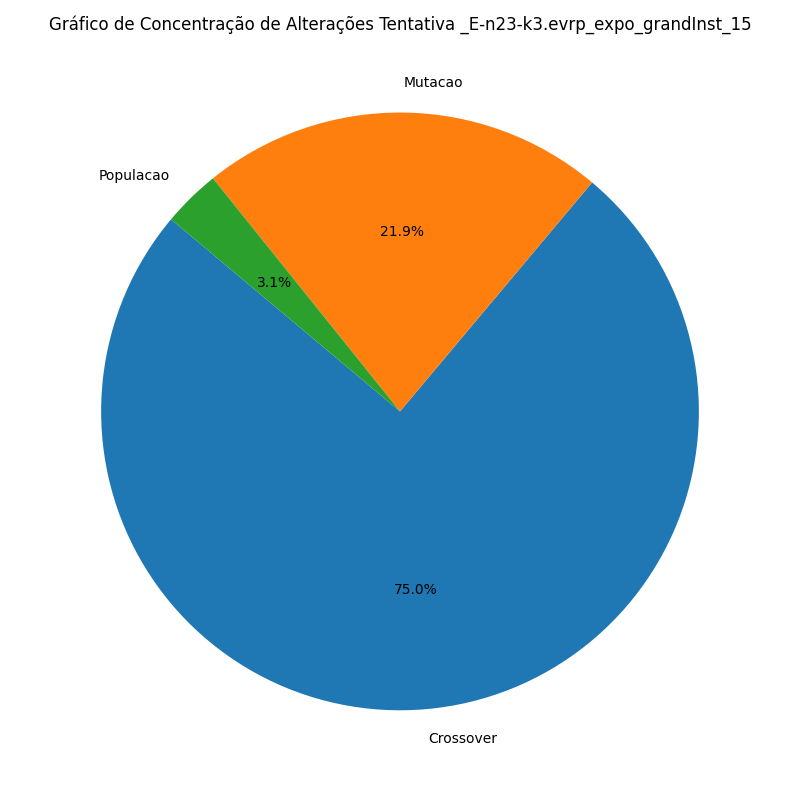 Gráfico de Concentração de Alterações Tentativa _E-n23-k3.evrp_expo_grandInst_15
Mutacao
Populacao
21.9%
3.1%
75.0%
Crossover